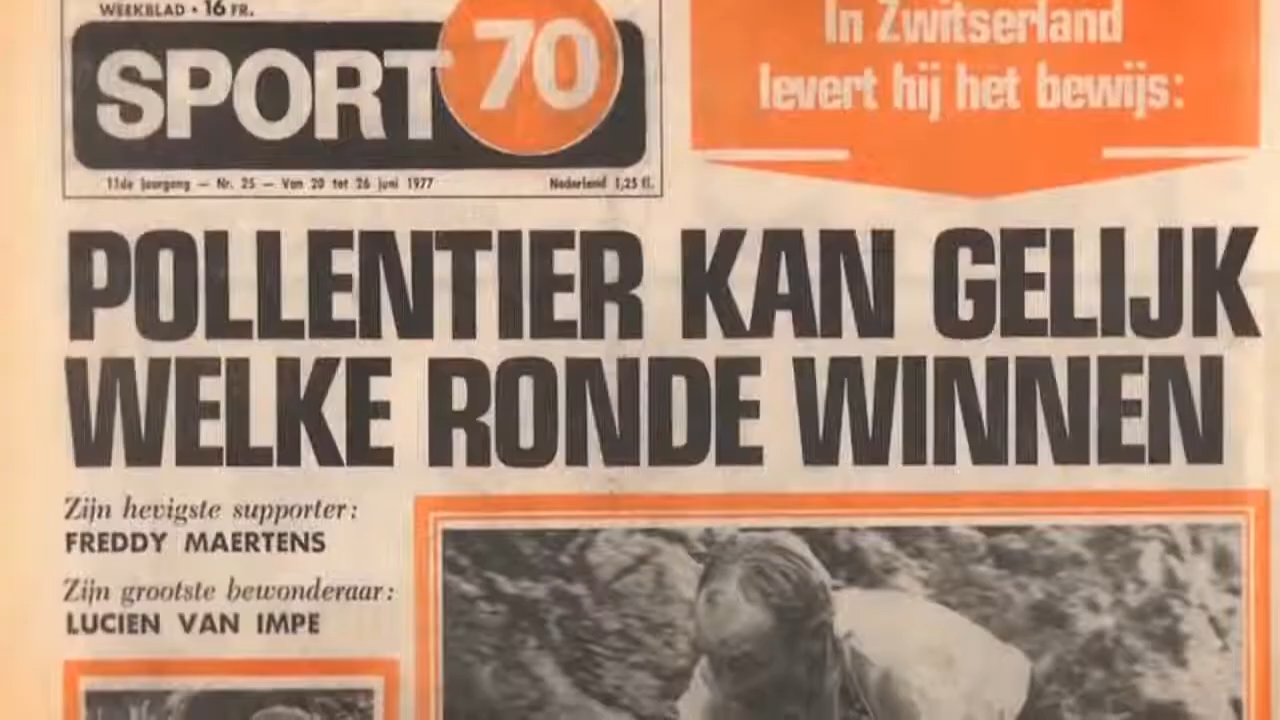 WEEKBLAD • 16 FR.
SPORT 70
11de Jaargang — Nr. 25 — Van 20 tot 26 juni 1977
Nederland 1,25 fl.
In Zwitserland
levert hij het bewijs:
POLLENTIER KAN GELIJK
WELKE RONDE WINNEN
Zijn hevigste supporter:
FREDDY MAERTENS
Zijn grootste bewonderaar:
LUCIEN VAN IMPE